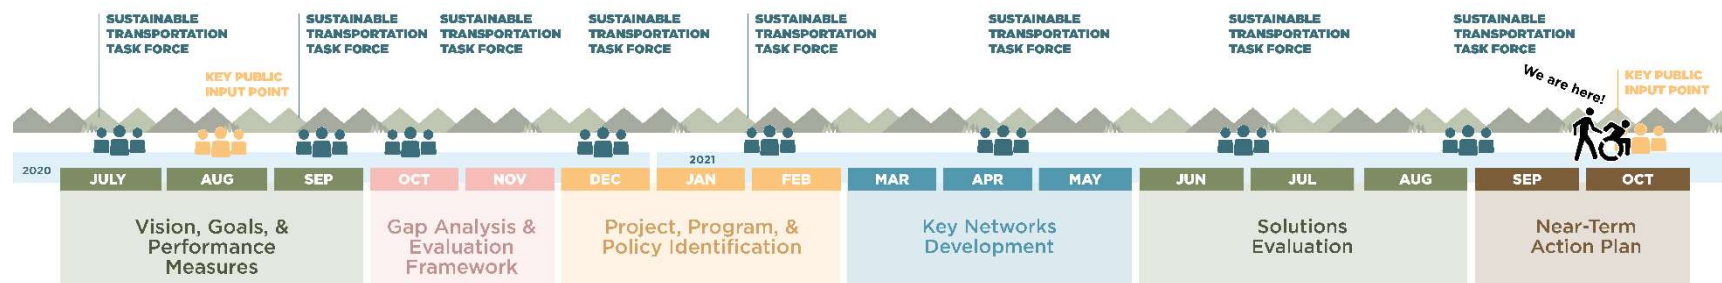 SUSTAINABLE
TRANSPORTATION
TASK FORCE
SUSTAINABLE
TRANSPORTATION
TASK FORCE
SUSTAINABLE
TRANSPORTATION
TASK FORCE
SUSTAINABLE
TRANSPORTATION
TASK FORCE
SUSTAINABLE
TRANSPORTATION
TASK FORCE
SUSTAINABLE
TRANSPORTATION
TASK FORCE
SUSTAINABLE
TRANSPORTATION
TASK FORCE
SUSTAINABLE
TRANSPORTATION
TASK FORCE
KEY PUBLIC
INPUT POINT
We are here!
KEY PUBLIC
INPUT POINT
2020
2021
JULY
AUG
SEP
OCT
NOV
DEC
JAN
FEB
MAR
APR
MAY
JUN
JUL
AUG
SEP
OCT
Vision, Goals, &
Performance
Measures
Gap Analysis &
Evaluation
Framework
Project, Program, &
Policy Identification
Key Networks
Development
Solutions
Evaluation
Near-Term
Action Plan